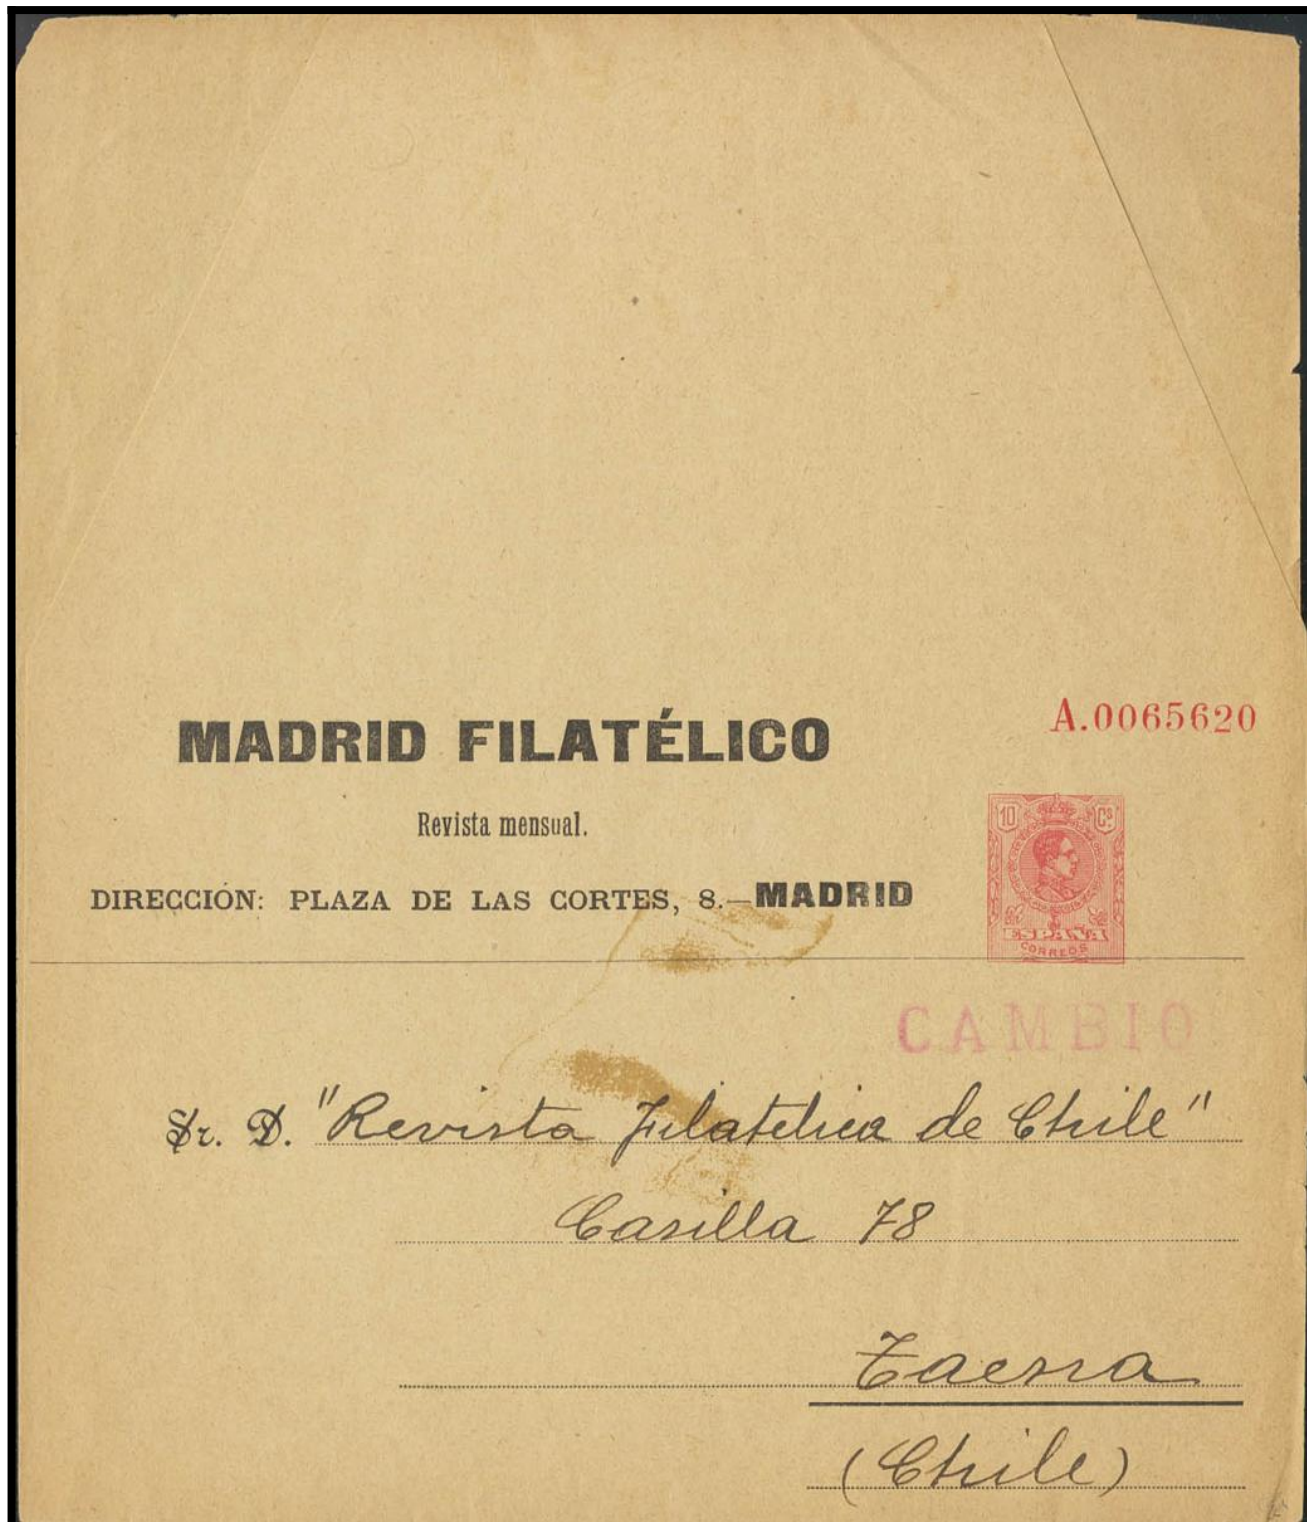 A.0065620
MADRID FILATÉLICO
10 Cs.
Revista mensual.
DIRECCIÓN: PLAZA DE LAS CORTES, 8.—MADRID
ESPAÑA
CORREOS
CAMBIO
Sr. D. "Revista Filatelica de Chile"
Casilla 78
Tacna
(Chile)